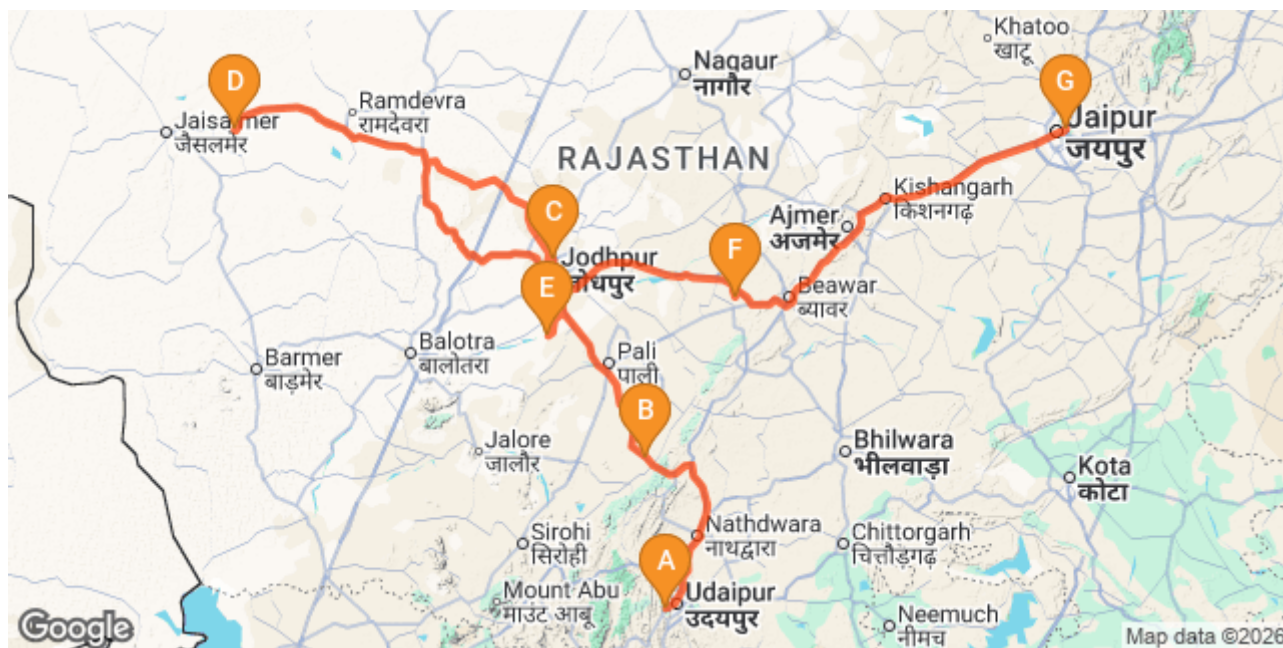 Khatoo
खाटू
Naqaur
नागौर
D
G
Ramdevra
रामदेवरा
Jaisalmer
जैसलमेर
Jaipur
जयपुर
RAJASTHAN
Kishangarh
किशनगढ़
C
Ajmer
अजमेर
F
Jodhpur
जोधपुर
E
Beawar
ब्यावर
Balotra
बालोतरा
Pali
पाली
Barmer
बाड़मेर
B
Jalore
जालौर
Bhilwara
भीलवाड़ा
Kota
कोटा
Nathdwara
नाथद्वारा
Sirohi
सिरोही
Chittorgarh
चित्तौड़गढ़
A
Mount Abu
माउंट आबू
Udaipur
उदयपुर
Neemuch
नीमच
Google
Map data ©2026